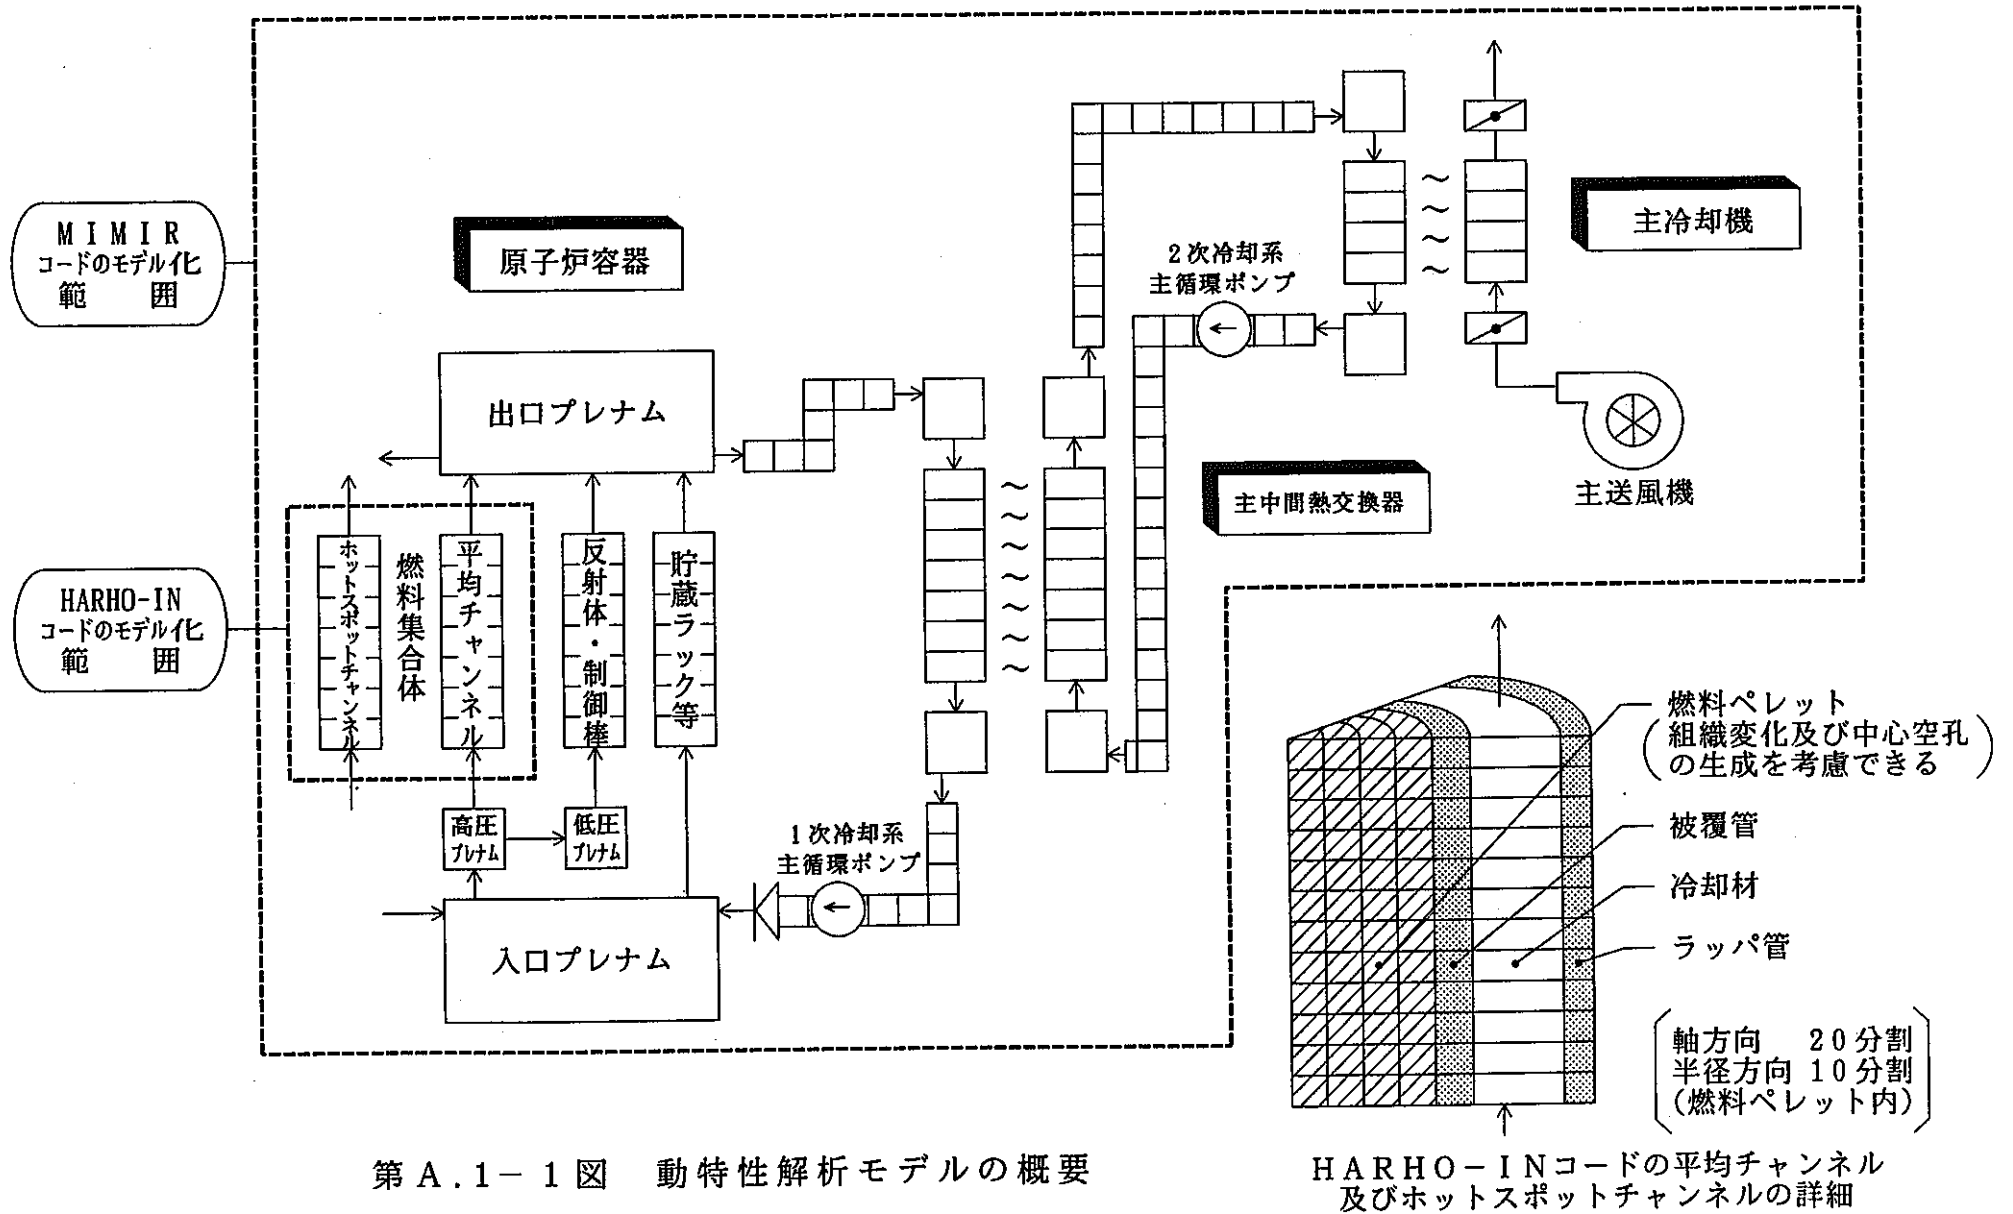 MIMIR
コードのモデル化
範 囲
HARHO-IN
コードのモデル化
範 囲
原子炉容器
出口プレナム
ホットスポットチャンネル
燃料集合体
平均チャンネル
反射体・制御棒
貯蔵ラック等
高圧
プレナム
低圧
プレナム
入口プレナム
1次冷却系
主循環ポンプ
2次冷却系
主循環ポンプ
主中間熱交換器
主冷却機
主送風機
燃料ペレット
(組織変化及び中心空孔
の生成を考慮できる)
被覆管
冷却材
ラッパ管
軸方向 20分割
半径方向 10分割
(燃料ペレット内)
HARHO-INコードの平均チャンネル
及びホットスポットチャンネルの詳細
第A.1-1図 動特性解析モデルの概要